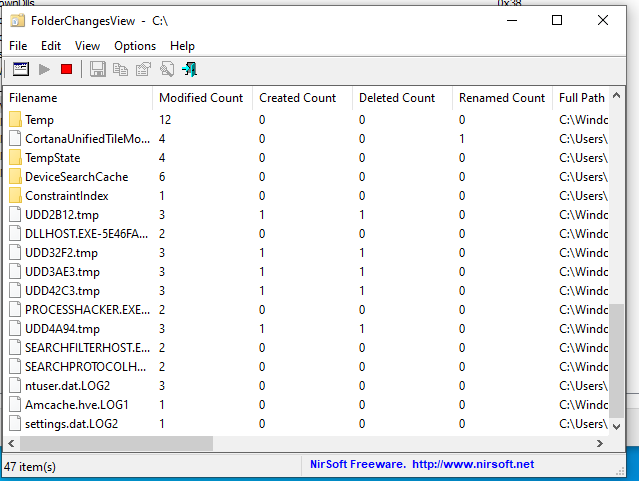 0x38
FolderChangesView - C:\
File Edit View Options Help
Filename Modified Count Created Count Deleted Count Renamed Count Full Path
Temp 12 0 0 0 C:\Windo
CortanaUnifiedTileMo... 4 0 0 1 C:\Users\
TempState 4 0 0 0 C:\Users\
DeviceSearchCache 6 0 0 0 C:\Users\
ConstraintIndex 1 0 0 0 C:\Users\
UDD2B12.tmp 3 1 1 0 C:\Windo
DLLHOST.EXE-5E46FA... 2 0 0 0 C:\Windo
UDD32F2.tmp 3 1 1 0 C:\Windo
UDD3AE3.tmp 3 1 1 0 C:\Windo
UDD42C3.tmp 3 1 1 0 C:\Windo
PROCESSHACKER.EXE... 2 0 0 0 C:\Windo
UDD4A94.tmp 3 1 1 0 C:\Windo
SEARCHFILTERHOST.E... 2 0 0 0 C:\Windo
SEARCHPROTOCOLH... 2 0 0 0 C:\Windo
ntuser.dat.LOG2 3 0 0 0 C:\Users\
Amcache.hve.LOG1 1 0 0 0 C:\Windo
settings.dat.LOG2 1 0 0 0 C:\Users\
47 item(s) NirSoft Freeware. http://www.nirsoft.net